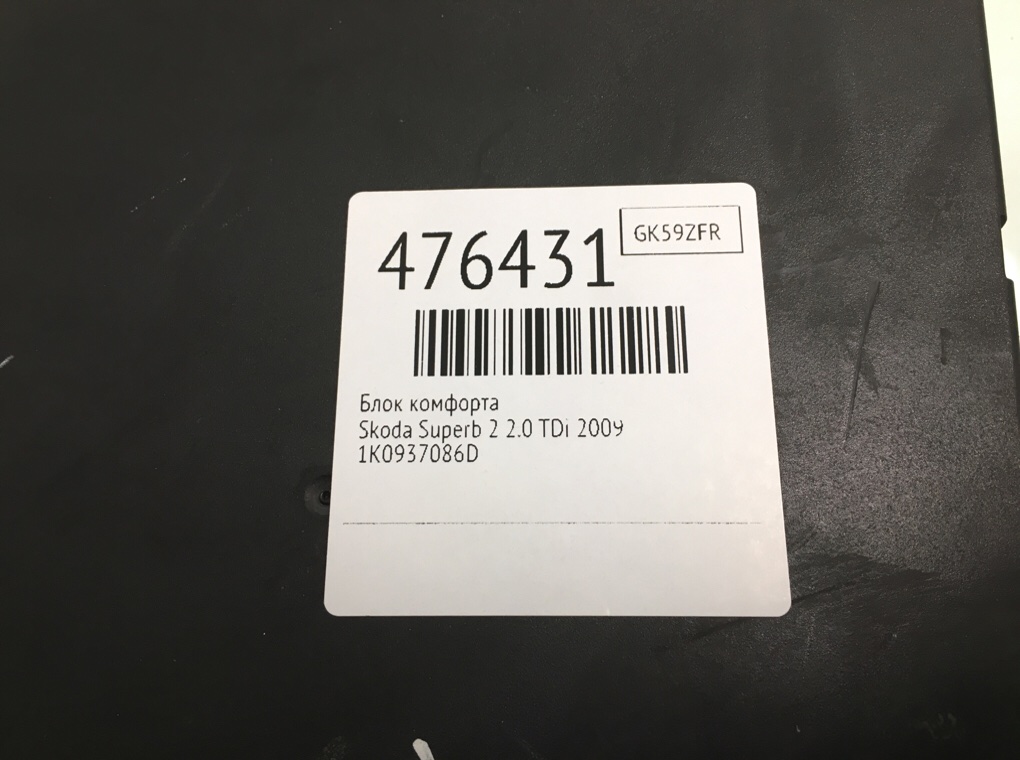 476431
GK59ZFR
Блок комфорта
Skoda Superb 2 2.0 TDi 2009
1K0937086D